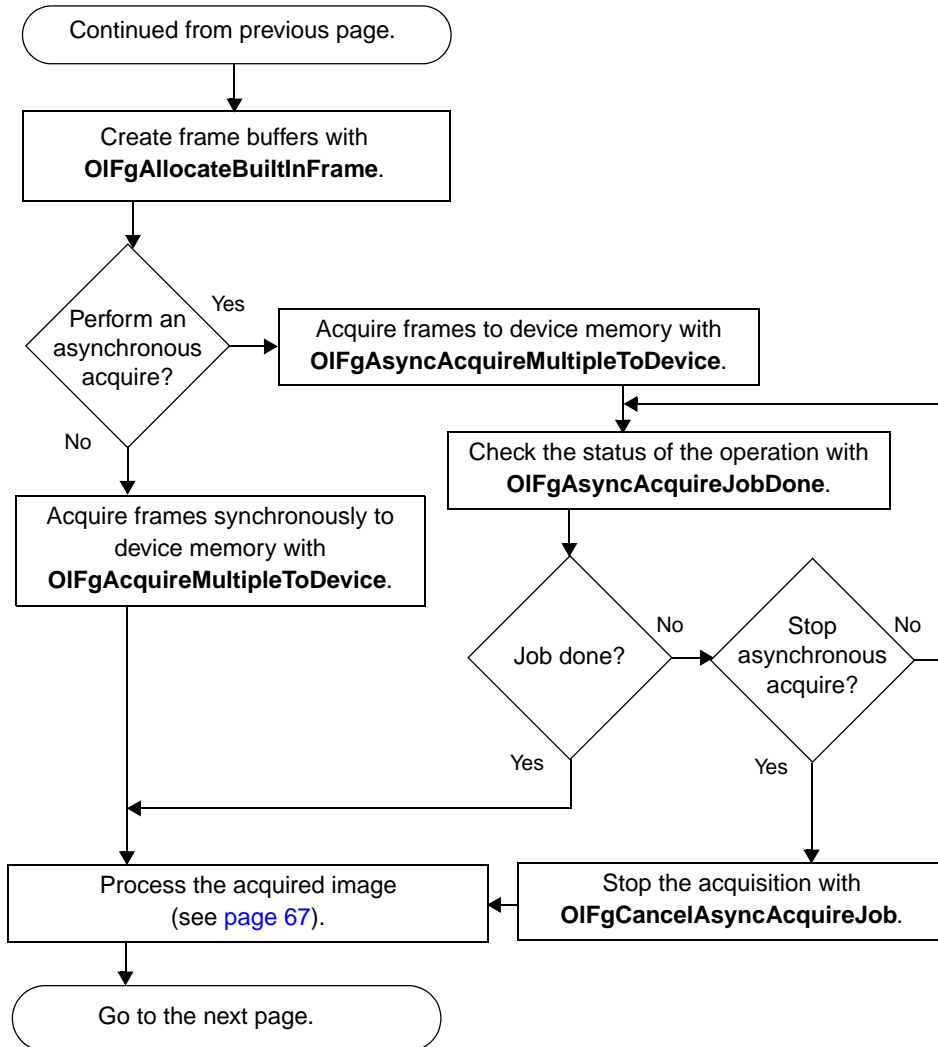 Continued from previous page.
Create frame buffers with
OlFgAllocateBuiltInFrame.
Perform an
asynchronous
acquire?
Yes
No
Acquire frames to device memory with
OlFgAsyncAcquireMultipleToDevice.
Check the status of the operation with
OlFgAsyncAcquireJobDone.
Acquire frames synchronously to
device memory with
OlFgAcquireMultipleToDevice.
Job done?
No
Yes
Stop
asynchronous
acquire?
No
Yes
Process the acquired image
(see page 67).
Stop the acquisition with
OlFgCancelAsyncAcquireJob.
Go to the next page.